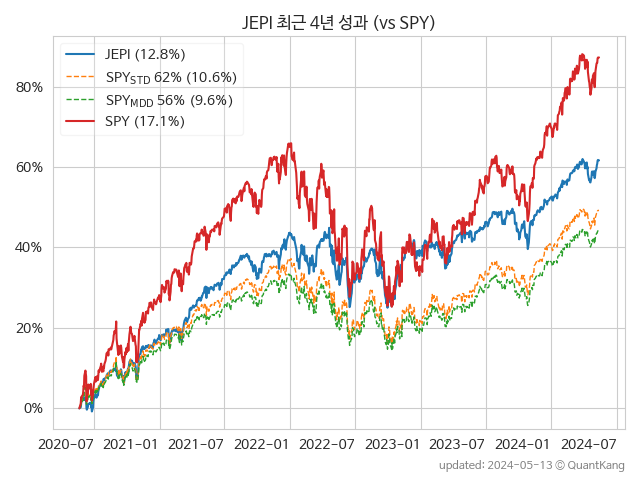 JEPI 최근 4년 성과 (vs SPY)
JEPI (12.8%)
SPY_STD 62% (10.6%)
SPY_MDD 56% (9.6%)
SPY (17.1%)
80%
60%
40%
20%
0%
2020-07 2021-01 2021-07 2022-01 2022-07 2023-01 2023-07 2024-01 2024-07
updated: 2024-05-13 © QuantKang